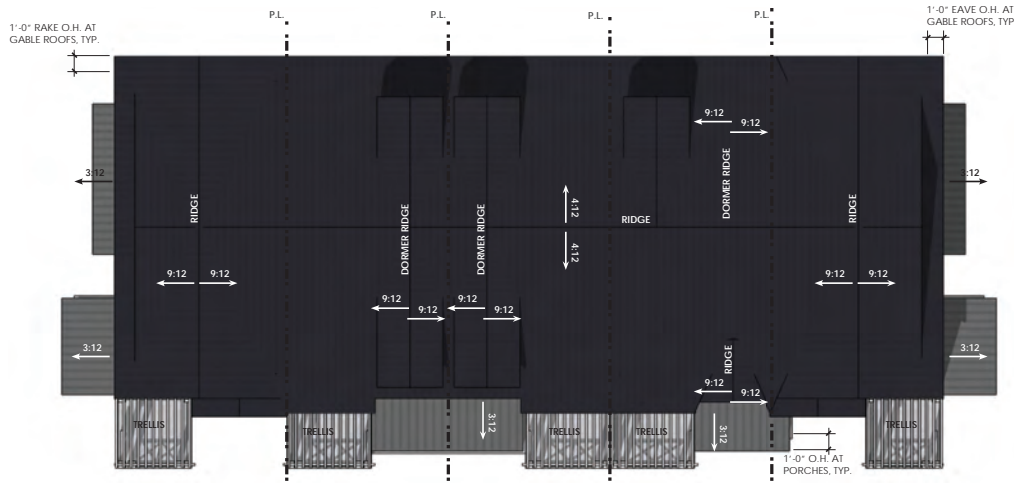 P.L.
P.L.
P.L.
P.L.
1'-0" RAKE O.H. AT
GABLE ROOFS, TYP.
1'-0" EAVE O.H. AT
GABLE ROOFS, TYP
9:12
9:12
3:12
3:12
RIDGE
DORMER RIDGE
DORMER RIDGE
4:12
4:12
RIDGE
DORMER RIDGE
RIDGE
9:12
9:12
9:12
9:12
9:12
9:12
9:12
9:12
3:12
3:12
RIDGE
9:12
9:12
TRELLIS
TRELLIS
3:12
TRELLIS
TRELLIS
3:12
TRELLIS
1'-0" O.H. AT
PORCHES, TYP.